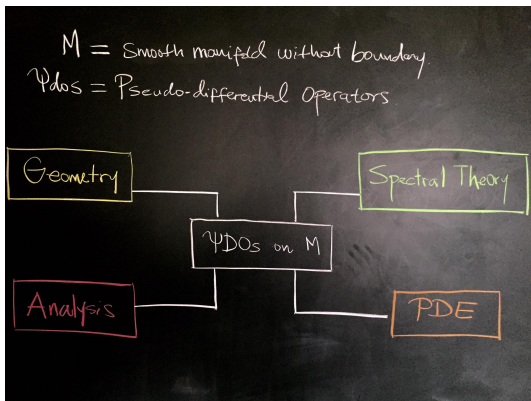 M = Smooth manifold without boundary.
Ψdos = Pseudo-differential Operators
Geometry
Spectral Theory
ΨDOs on M
Analysis
PDE